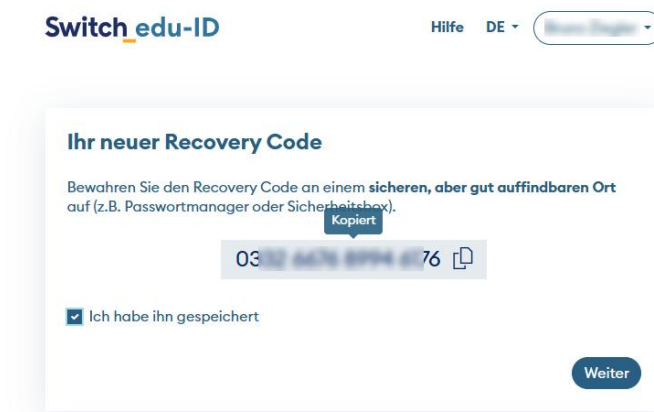 Switch edu-ID
Hilfe DE
Ihr neuer Recovery Code
Bewahren Sie den Recovery Code an einem sicheren, aber gut auffindbaren Ort
auf (z.B. Passwortmanager oder Sicherheitsbox).
Kopiert
03 76
Ich habe ihn gespeichert
Weiter